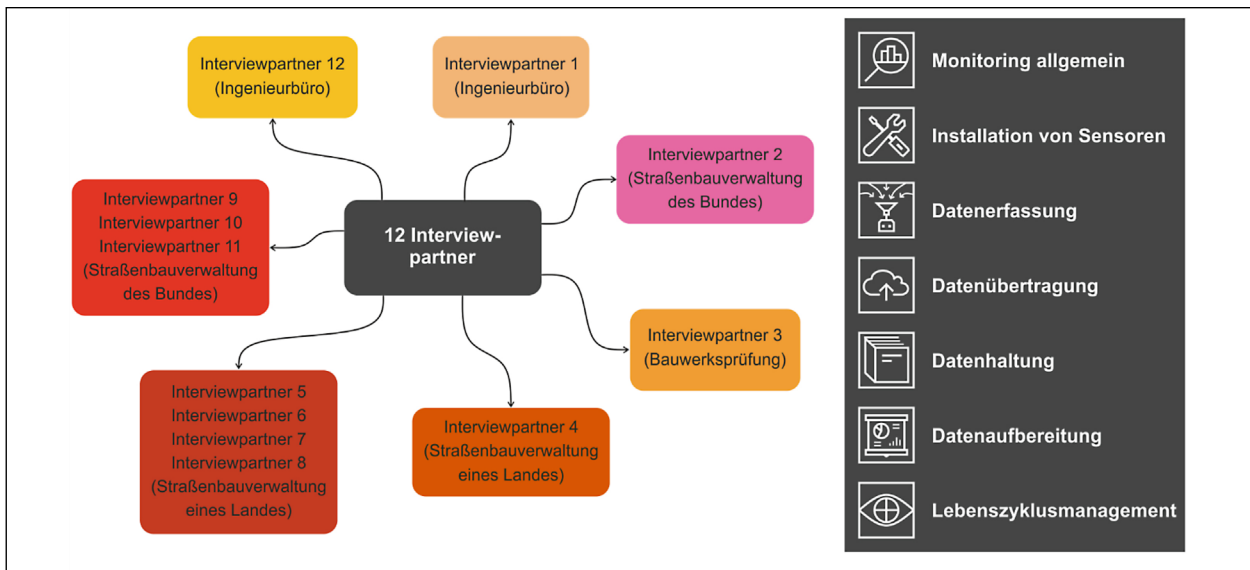 Interviewpartner 12
(Ingenieurbüro)
Interviewpartner 1
(Ingenieurbüro)
Interviewpartner 2
(Straßenbauverwaltung
des Bundes)
Interviewpartner 9
Interviewpartner 10
Interviewpartner 11
(Straßenbauverwaltung
des Bundes)
12 Interview-
partner
Interviewpartner 3
(Bauwerksprüfung)
Interviewpartner 5
Interviewpartner 6
Interviewpartner 7
Interviewpartner 8
(Straßenbauverwaltung
eines Landes)
Interviewpartner 4
(Straßenbauverwaltung
eines Landes)
Monitoring allgemein
Installation von Sensoren
Datenerfassung
Datenübertragung
Datenhaltung
Datenaufbereitung
Lebenszyklusmanagement